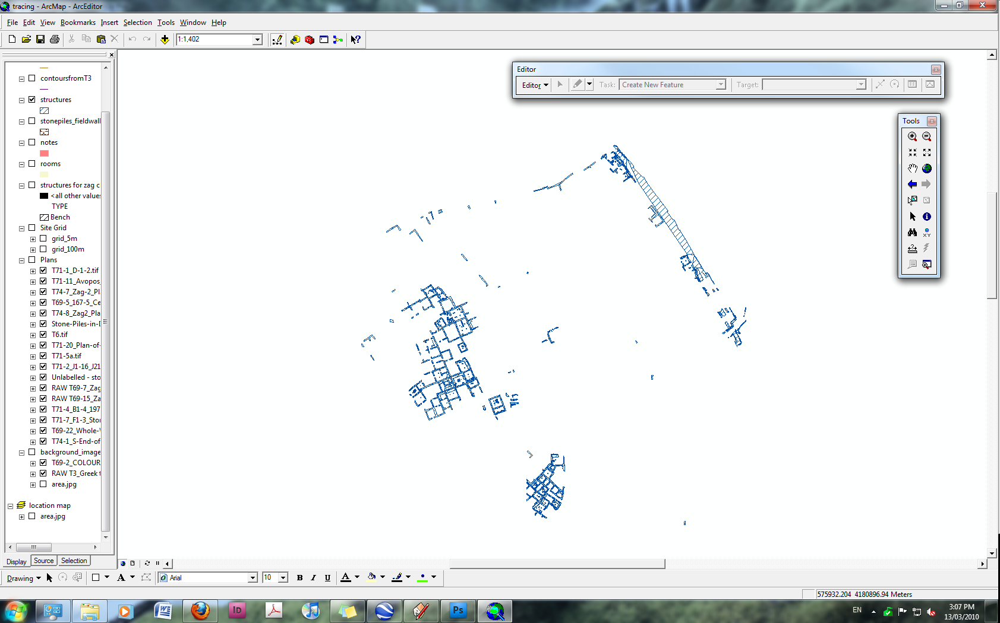 tracing - ArcMap - ArcEditor
File Edit View Bookmarks Insert Selection Tools Window Help
1:1,402
contoursfromT3
structures
stonepiles_fieldwall
notes
rooms
structures for zag c
<all other values
TYPE
Bench
Site Grid
grid_5m
grid_100m
Plans
T71-1_D-1-2.tif
T71-11_Avopos
T74-7_Zag-2_Pl
T69-5_167-5_Ce
T74-8_Zag2_Pla
Stone-Piles-in-D
T6.tif
T71-20_Plan-of-
T71-5a.tif
T71-2_J1-16_J21
Unlabelled - sto
RAW T69-7_Zag
RAW T69-15_Za
T71-4_B1-4_197
T71-7_F1-3_Stor
T69-22_Whole-
T74-1_S-End-of
background_image
T69-2_COLOUR
RAW T3_Greek t
area.jpg
location map
area.jpg
Display Source Selection
Editor
Editor Task: Create New Feature Target:
Tools
XY
Drawing A Arial 10 B I U A
575932.204 4180896.94 Meters
W Id Ps
EN
3:07 PM
13/03/2010